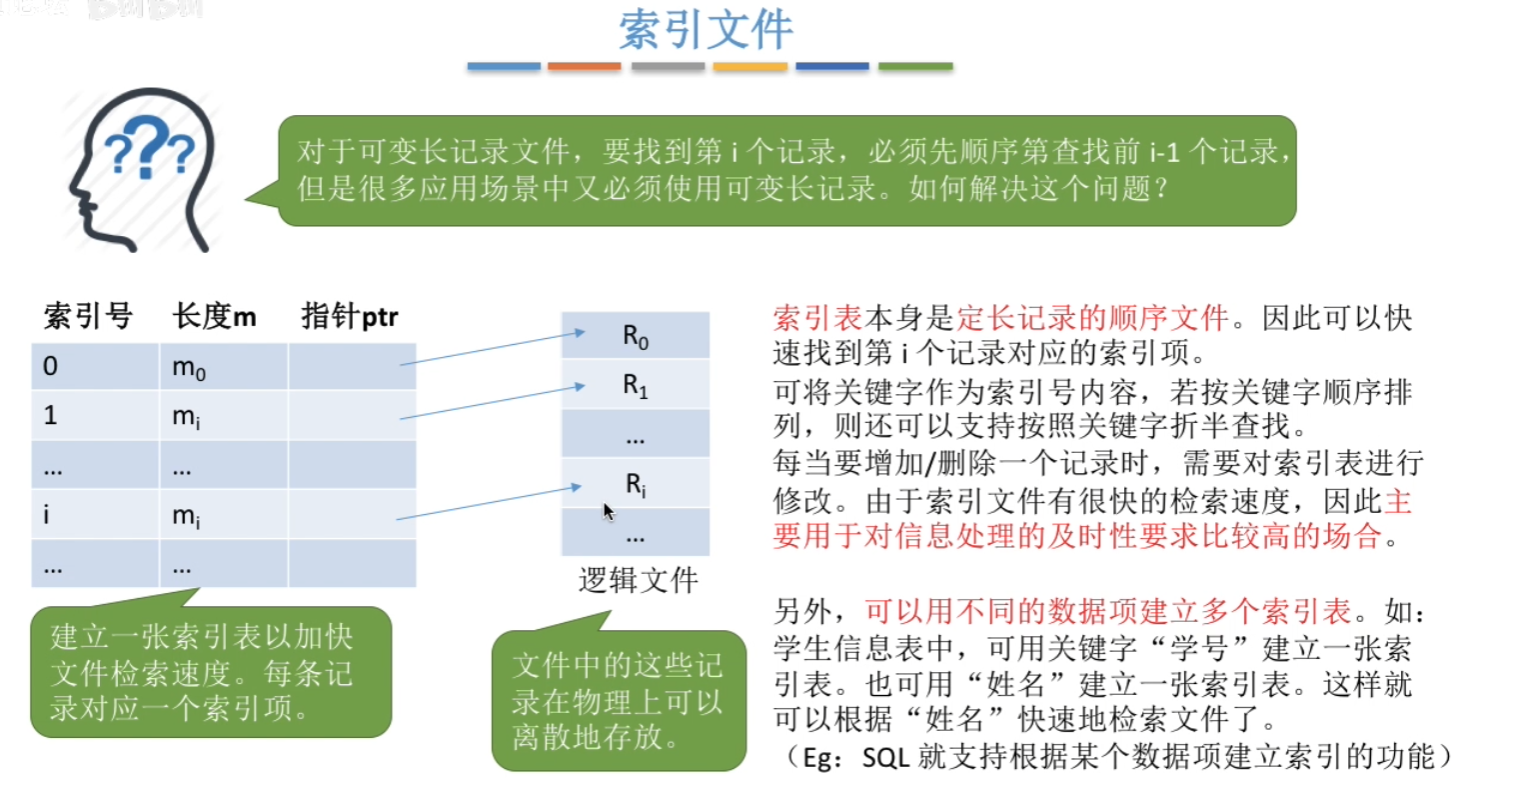 索引文件
???
对于可变长记录文件，要找到第 i 个记录，必须先顺序第查找前 i-1 个记录，
但是很多应用场景中又必须使用可变长记录。如何解决这个问题？
索引号 长度m 指针ptr
0 m0
1 mi
... ...
i mi
... ...
R0
R1
...
Ri
...
逻辑文件
建立一张索引表以加快
文件检索速度。每条记
录对应一个索引项。
文件中的这些记
录在物理上可以
离散地存放。
索引表本身是定长记录的顺序文件。因此可以快
速找到第 i 个记录对应的索引项。
可将关键字作为索引号内容，若按关键字顺序排
列，则还可以支持按照关键字折半查找。
每当要增加/删除一个记录时，需要对索引表进行
修改。由于索引文件有很快的检索速度，因此主
要用于对信息处理的及时性要求比较高的场合。
另外，可以用不同的数据项建立多个索引表。如：
学生信息表中，可用关键字“学号”建立一张索
引表。也可用“姓名”建立一张索引表。这样就
可以根据“姓名”快速地检索文件了。
（Eg：SQL 就支持根据某个数据项建立索引的功能）